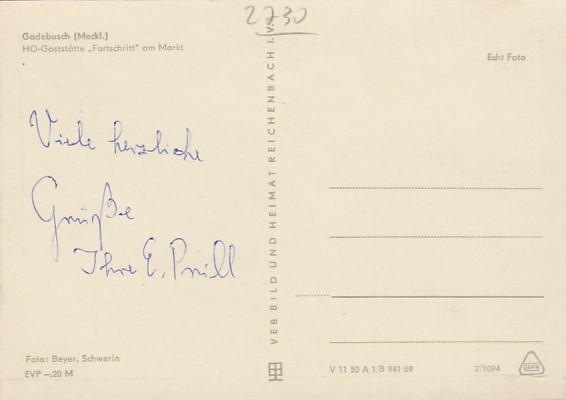 2730
Gadebusch (Meckl.)
HO-Gaststätte „Fortschritt" am Markt
Echt Foto
Viele herzliche
Grüße
Ihre E. Prill
VEB BILD UND HEIMAT REICHENBACH I. V.
Foto: Beyer, Schwerin
EVP –,20 M
V 11 50 A 1/B 941/69
2/1094